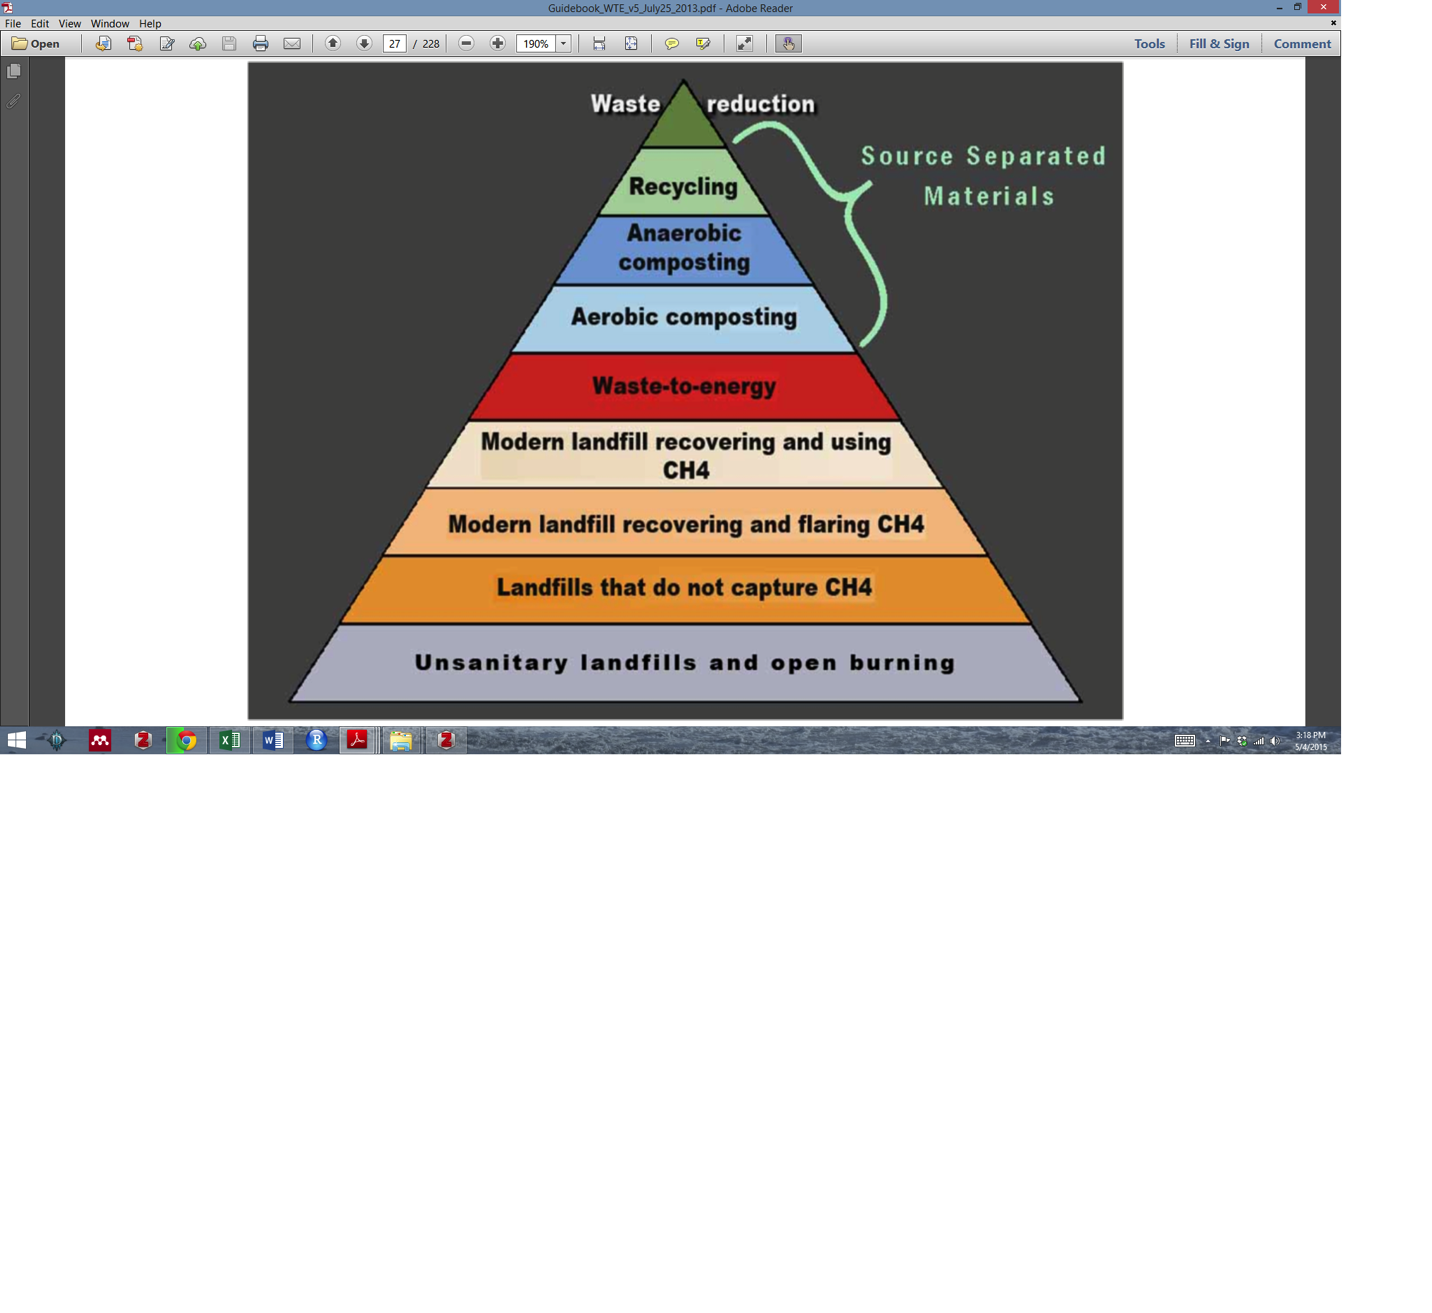 Guidebook_WTE_v5_July25_2013.pdf - Adobe Reader
File Edit View Window Help
Open 27 / 228 190% Tools Fill & Sign Comment
Waste reduction
Source Separated
Materials
Recycling
Anaerobic
composting
Aerobic composting
Waste-to-energy
Modern landfill recovering and using
CH4
Modern landfill recovering and flaring CH4
Landfills that do not capture CH4
Unsanitary landfills and open burning
3:18 PM
5/4/2015